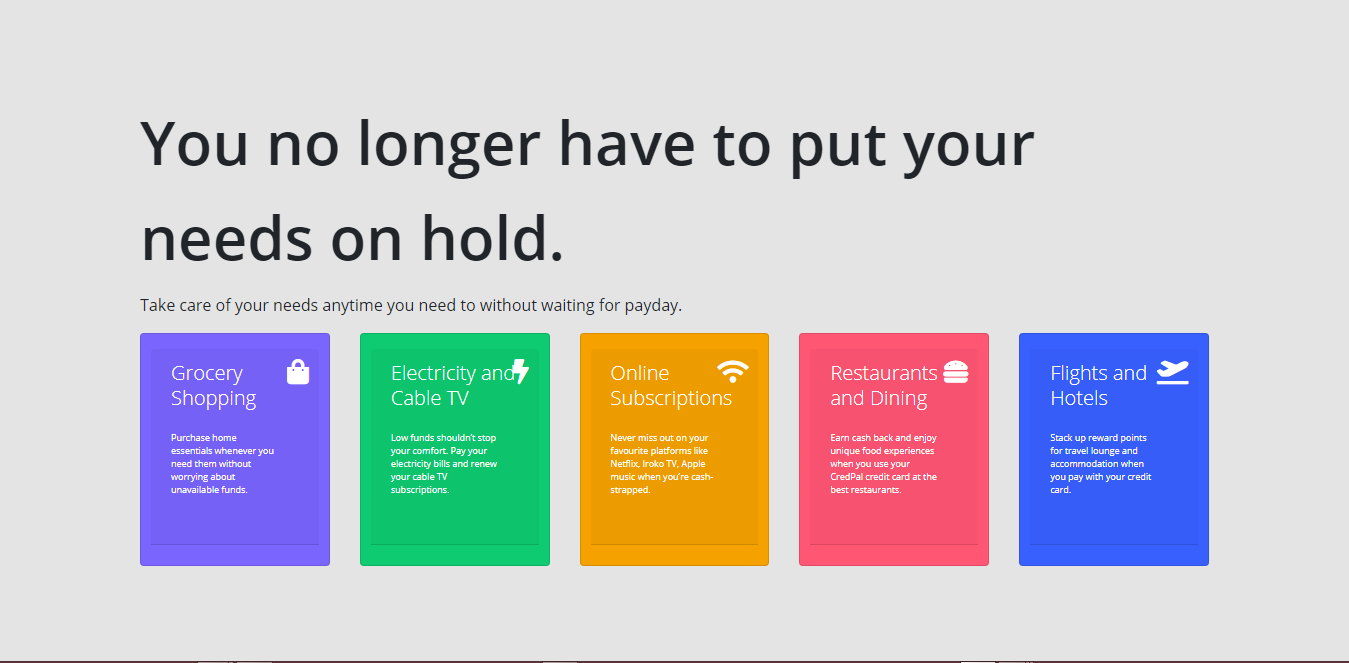 You no longer have to put your
needs on hold.
Take care of your needs anytime you need to without waiting for payday.
Grocery
Shopping
Purchase home
essentials whenever you
need them without
worrying about
unavailable funds.
Electricity and
Cable TV
Low funds shouldn't stop
your comfort. Pay your
electricity bills and renew
your cable TV
subscriptions.
Online
Subscriptions
Never miss out on your
favourite platforms like
Netflix, Iroko TV, Apple
music when you're cash-
strapped.
Restaurants
and Dining
Earn cash back and enjoy
unique food experiences
when you use your
CredPal credit card at the
best restaurants.
Flights and
Hotels
Stack up reward points
for travel lounge and
accommodation when
you pay with your credit
card.